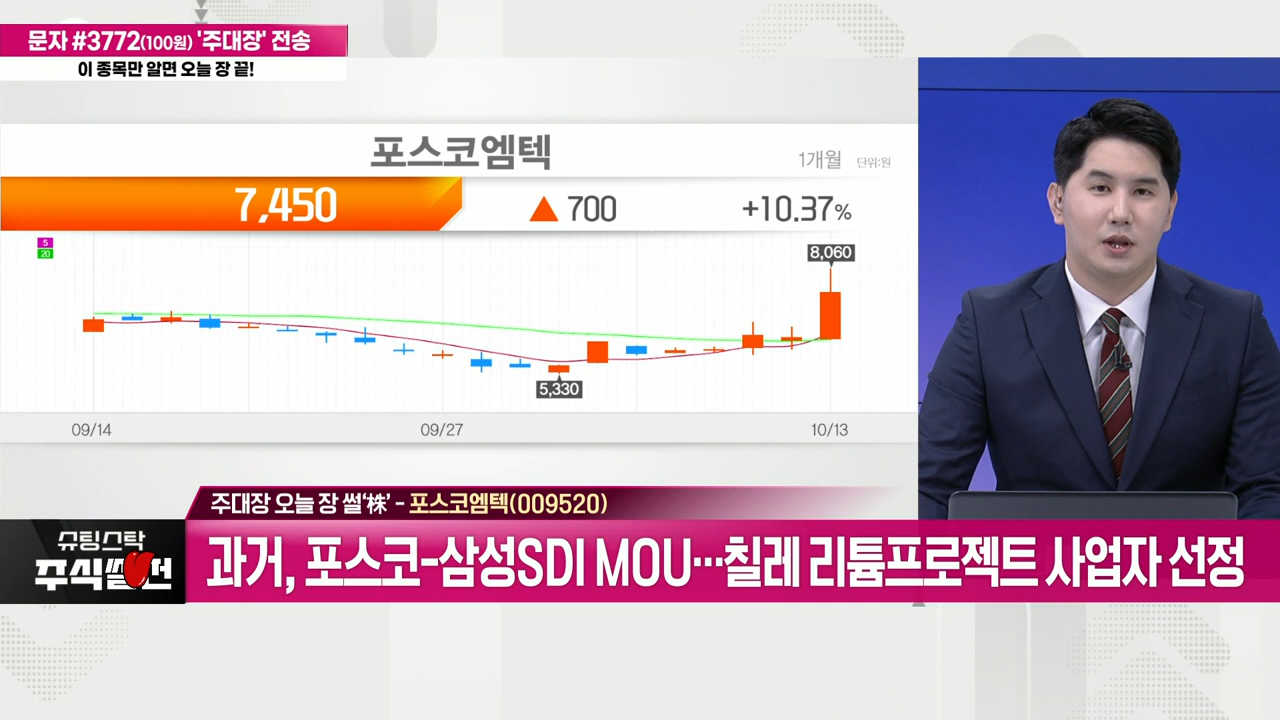 문자 #3772(100원) '주대장' 전송
이 종목만 알면 오늘 장 끝!
포스코엠텍
1개월 단위:원
7,450 ▲ 700 +10.37%
5
20
8,060
5,330
09/14 09/27 10/13
주대장 오늘 장 썰'株' - 포스코엠텍(009520)
슈팅스탁
주식썰전
과거, 포스코-삼성SDI MOU…칠레 리튬프로젝트 사업자 선정